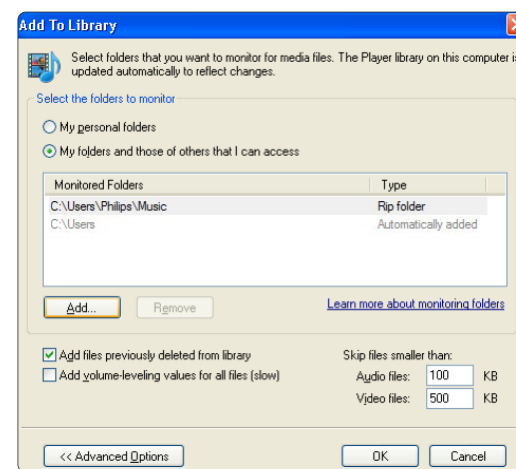 Add To Library
Select folders that you want to monitor for media files. The Player library on this computer is
updated automatically to reflect changes.
Select the folders to monitor
My personal folders
My folders and those of others that I can access
Monitored Folders Type
C:\Users\Philips\Music Rip folder
C:\Users Automatically added
Add... Remove Learn more about monitoring folders
Add files previously deleted from library Skip files smaller than:
Add volume-leveling values for all files (slow) Audio files: 100 KB
Video files: 500 KB
<< Advanced Options OK Cancel